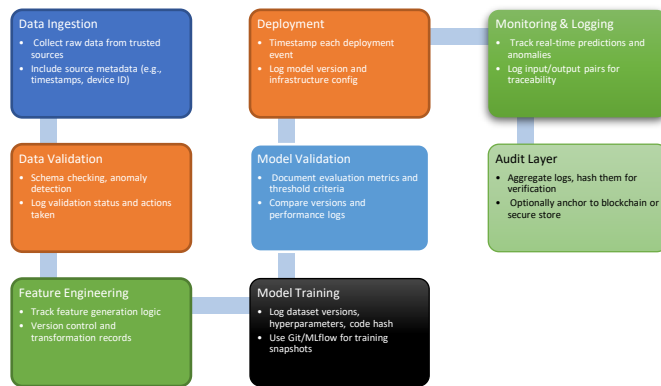 Data Ingestion
• Collect raw data from trusted
sources
• Include source metadata (e.g.,
timestamps, device ID)
Data Validation
• Schema checking, anomaly
detection
• Log validation status and actions
taken
Feature Engineering
• Track feature generation logic
• Version control and
transformation records
Model Training
• Log dataset versions,
hyperparameters, code hash
• Use Git/MLflow for training
snapshots
Model Validation
• Document evaluation metrics and
threshold criteria
• Compare versions and
performance logs
Deployment
• Timestamp each deployment
event
• Log model version and
infrastructure config
Monitoring & Logging
• Track real-time predictions and
anomalies
• Log input/output pairs for
traceability
Audit Layer
• Aggregate logs, hash them for
verification
• Optionally anchor to blockchain or
secure store